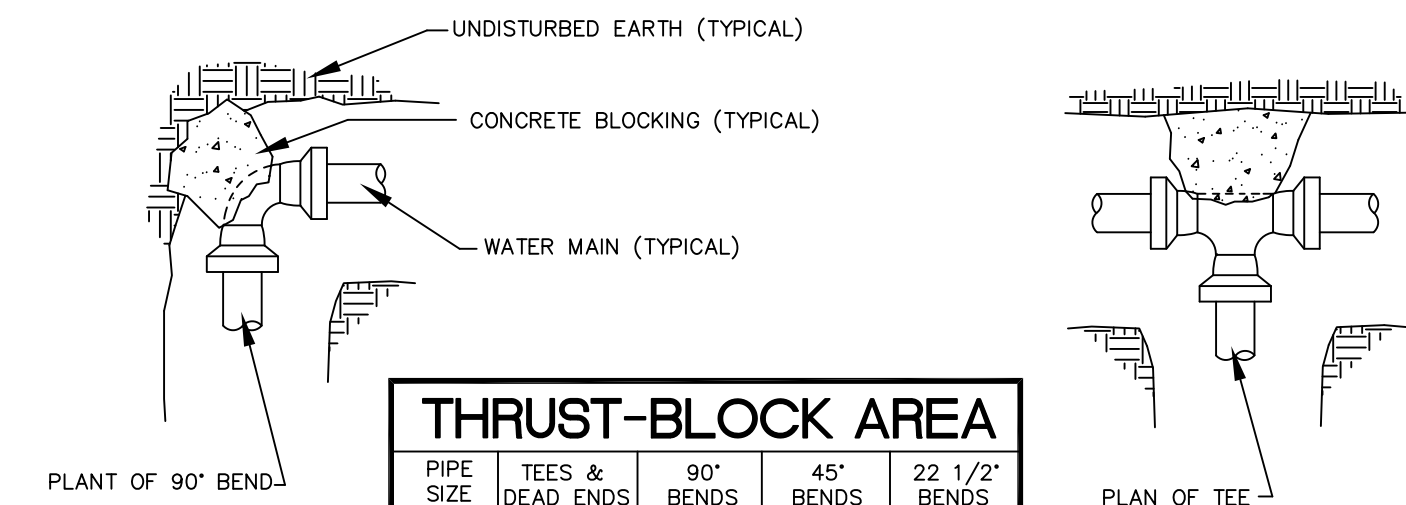 UNDISTURBED EARTH (TYPICAL)
CONCRETE BLOCKING (TYPICAL)
WATER MAIN (TYPICAL)
PLANT OF 90° BEND
THRUST-BLOCK AREA
PIPE SIZE
TEES & DEAD ENDS
90° BENDS
45° BENDS
22 1/2° BENDS
PLAN OF TEE